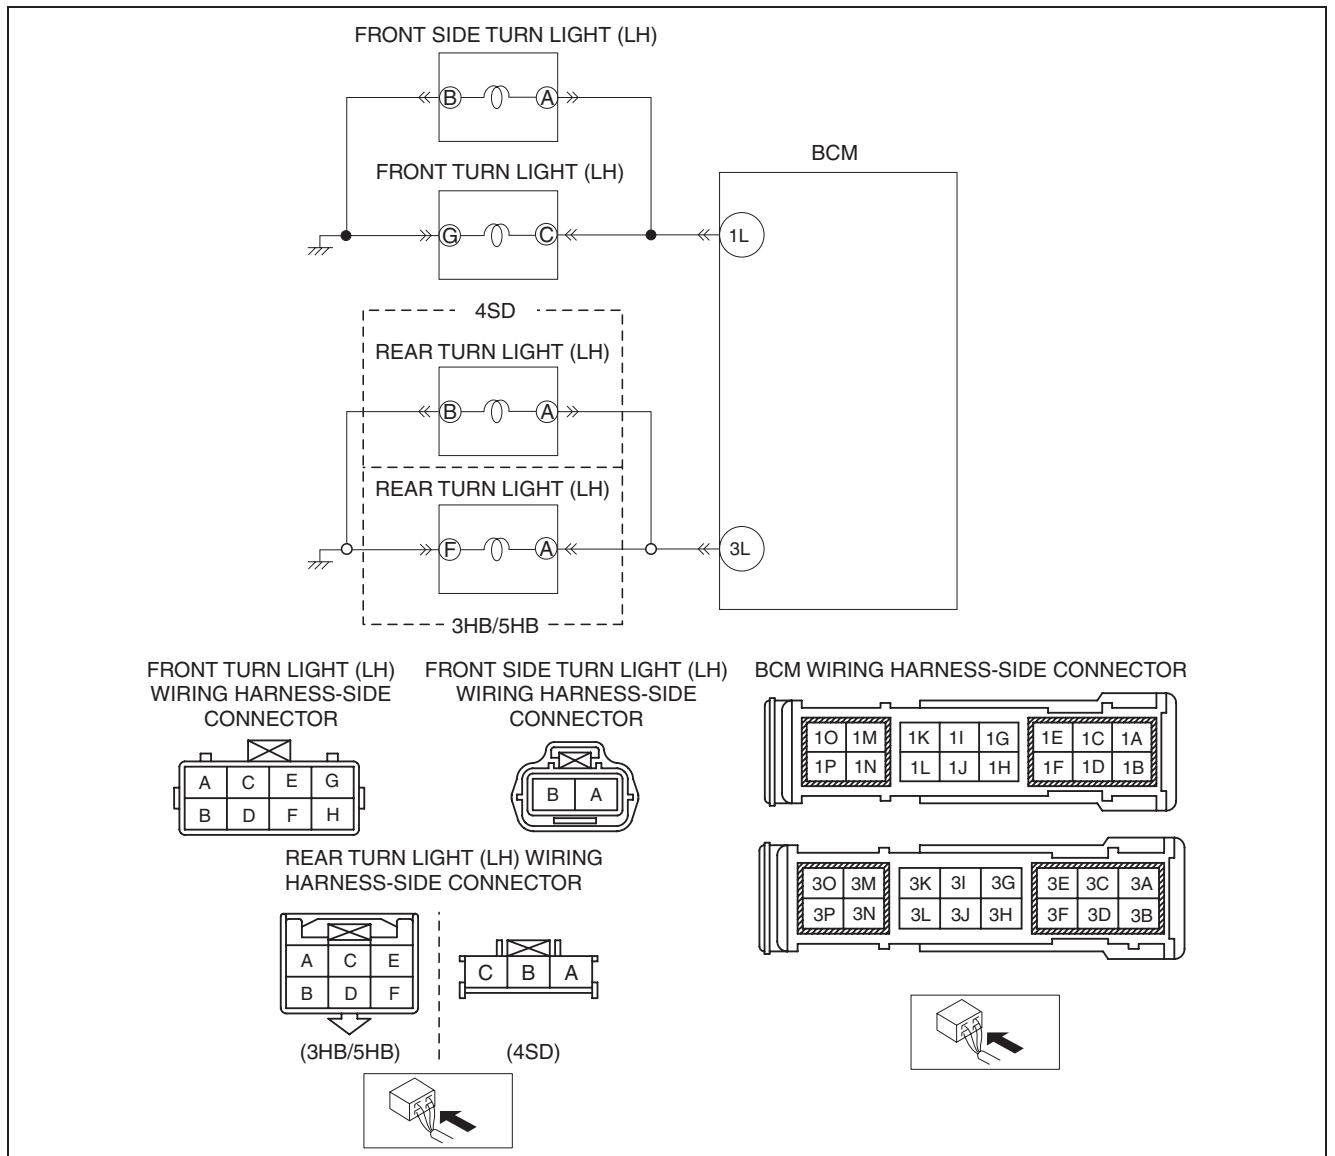 FRONT SIDE TURN LIGHT (LH)
B A
FRONT TURN LIGHT (LH)
G C
BCM
1L
4SD
REAR TURN LIGHT (LH)
B A
REAR TURN LIGHT (LH)
F A
3L
3HB/5HB
FRONT TURN LIGHT (LH)
WIRING HARNESS-SIDE
CONNECTOR
A C E G
B D F H
FRONT SIDE TURN LIGHT (LH)
WIRING HARNESS-SIDE
CONNECTOR
B A
BCM WIRING HARNESS-SIDE CONNECTOR
1O 1M 1K 1I 1G 1E 1C 1A
1P 1N 1L 1J 1H 1F 1D 1B
3O 3M 3K 3I 3G 3E 3C 3A
3P 3N 3L 3J 3H 3F 3D 3B
REAR TURN LIGHT (LH) WIRING
HARNESS-SIDE CONNECTOR
A C E
B D F
(3HB/5HB)
C B A
(4SD)